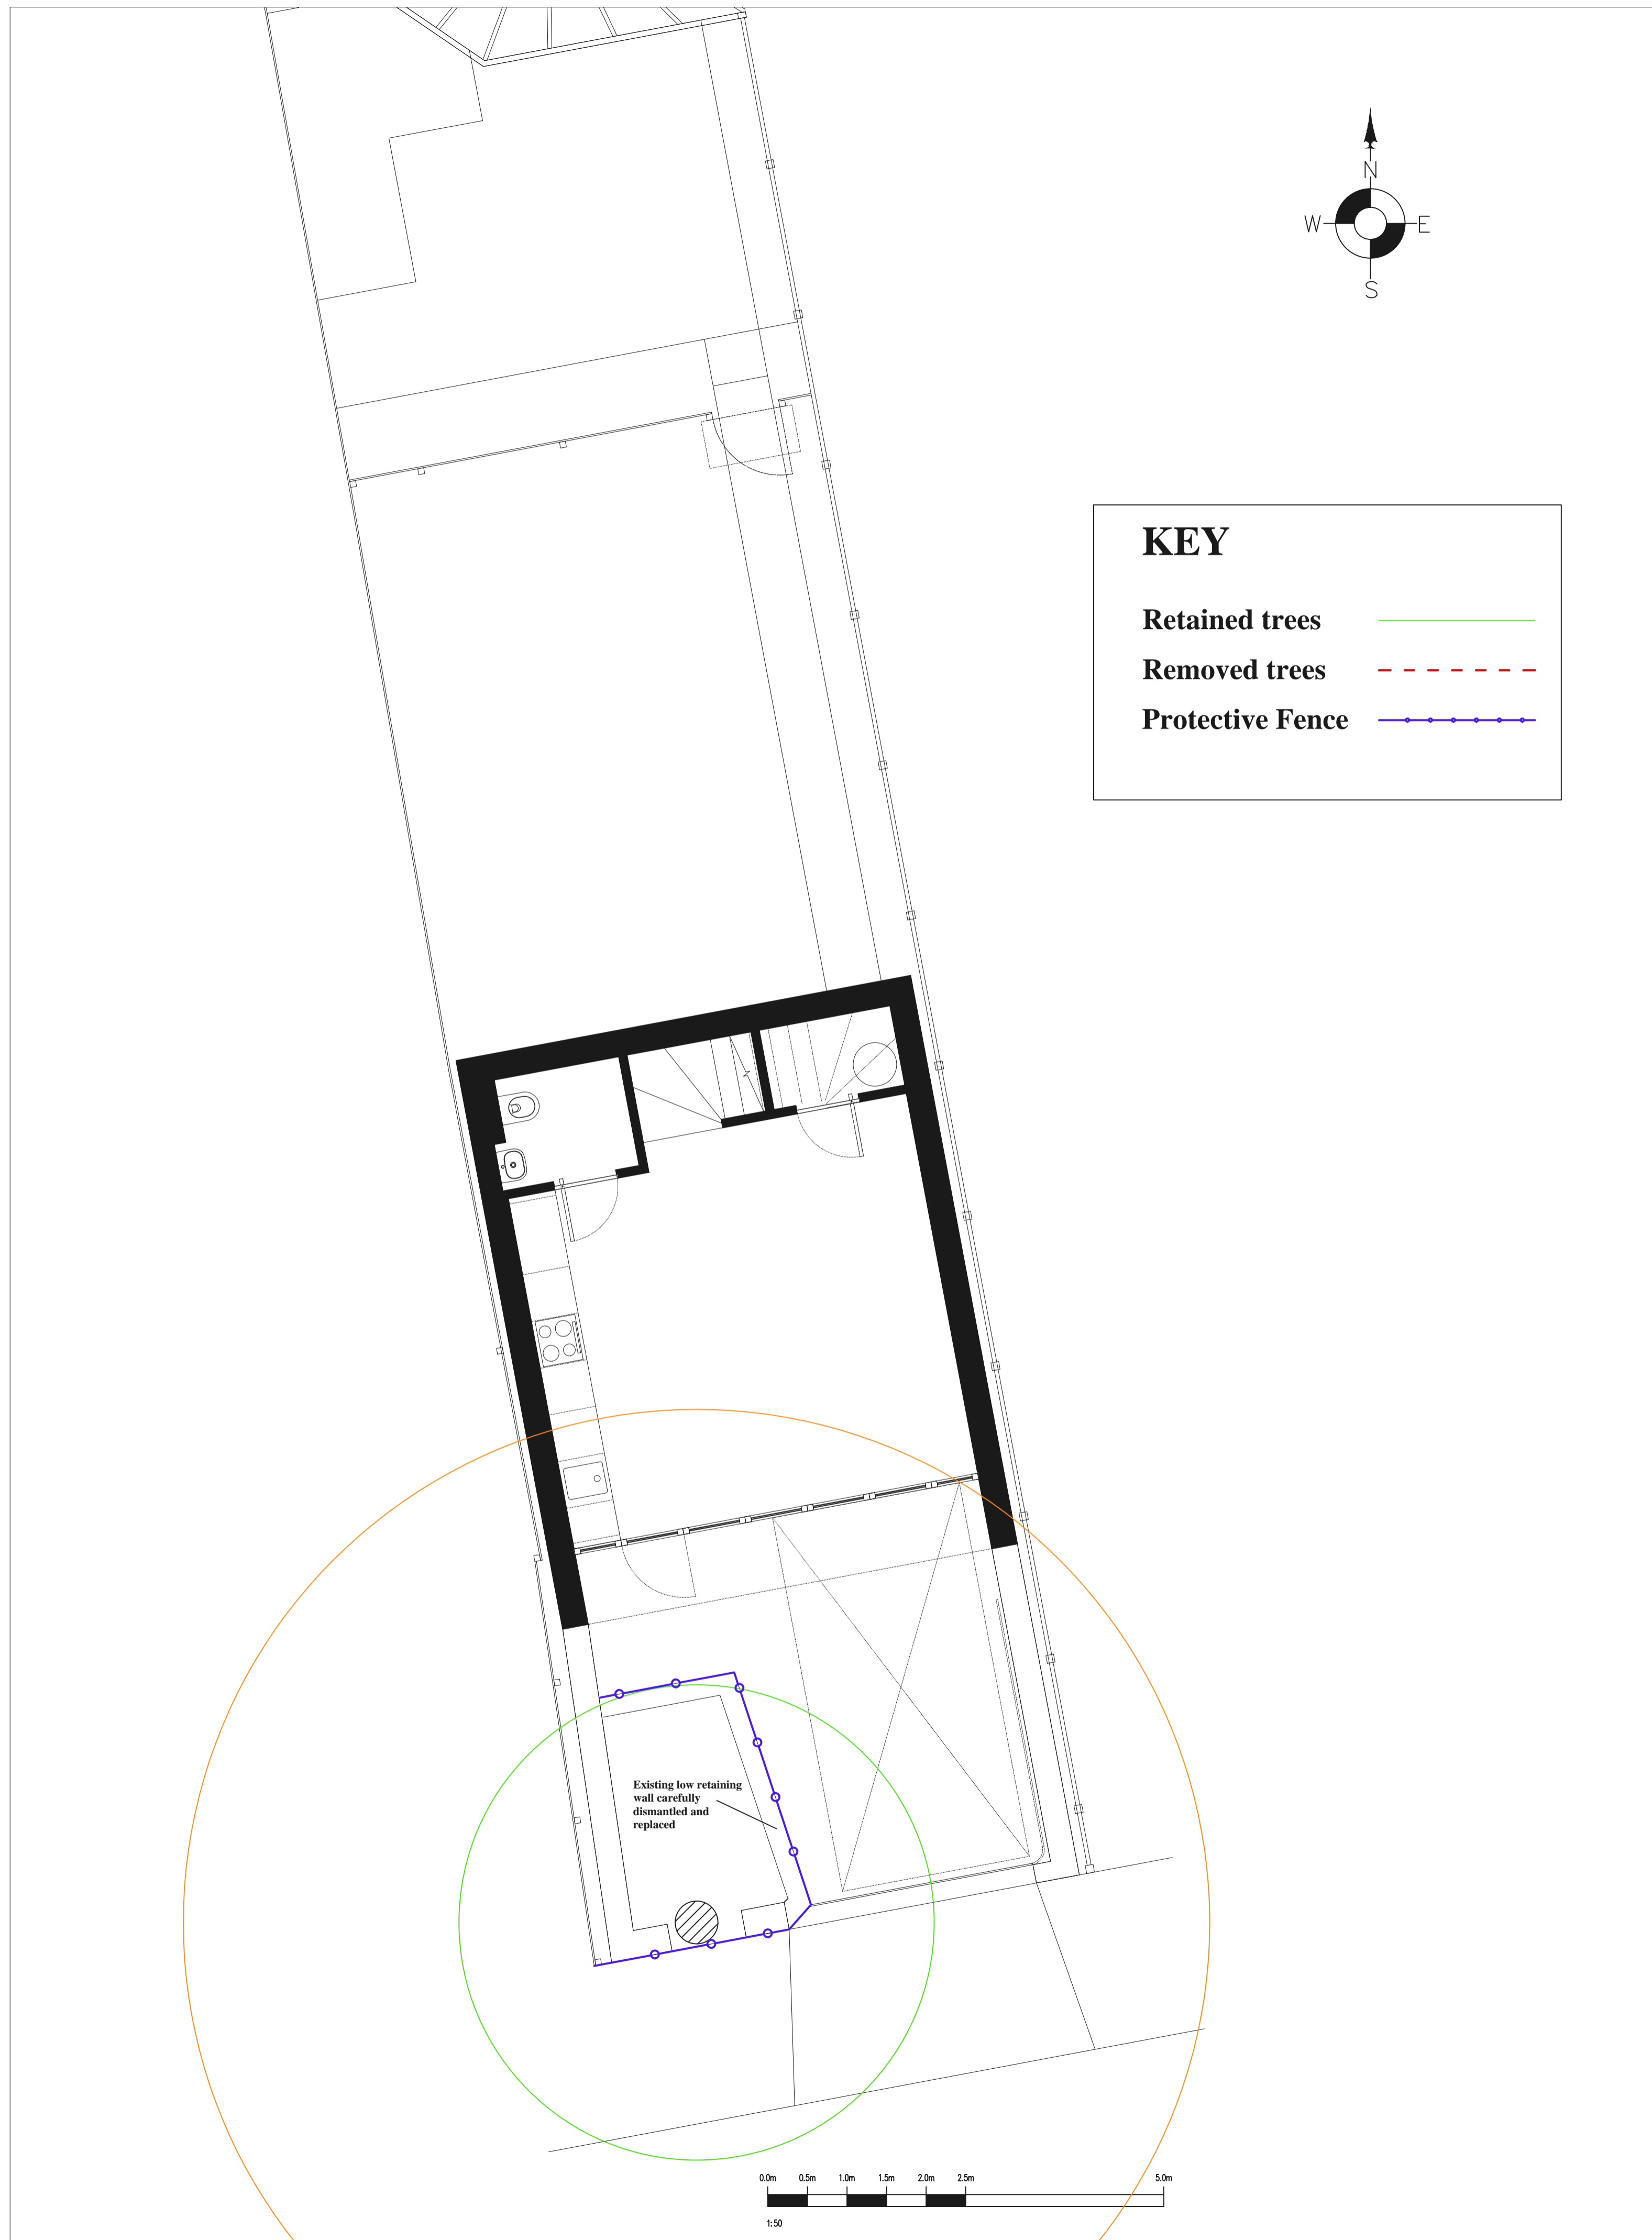 N
W E
S
KEY
Retained trees
Removed trees
Protective Fence
Existing low retaining
wall carefully
dismantled and
replaced
0.0m 0.5m 1.0m 1.5m 2.0m 2.5m 5.0m
1:50